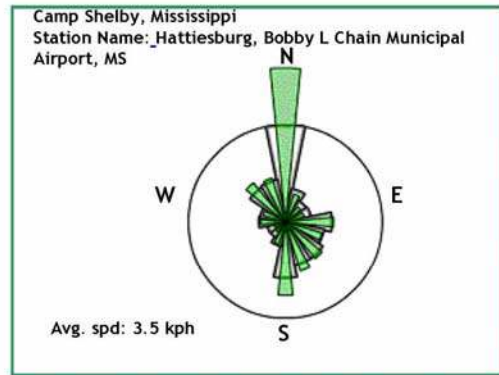 Camp Shelby, Mississippi
Station Name: Hattiesburg, Bobby L Chain Municipal
Airport, MS
N
W
E
S
Avg. spd: 3.5 kph